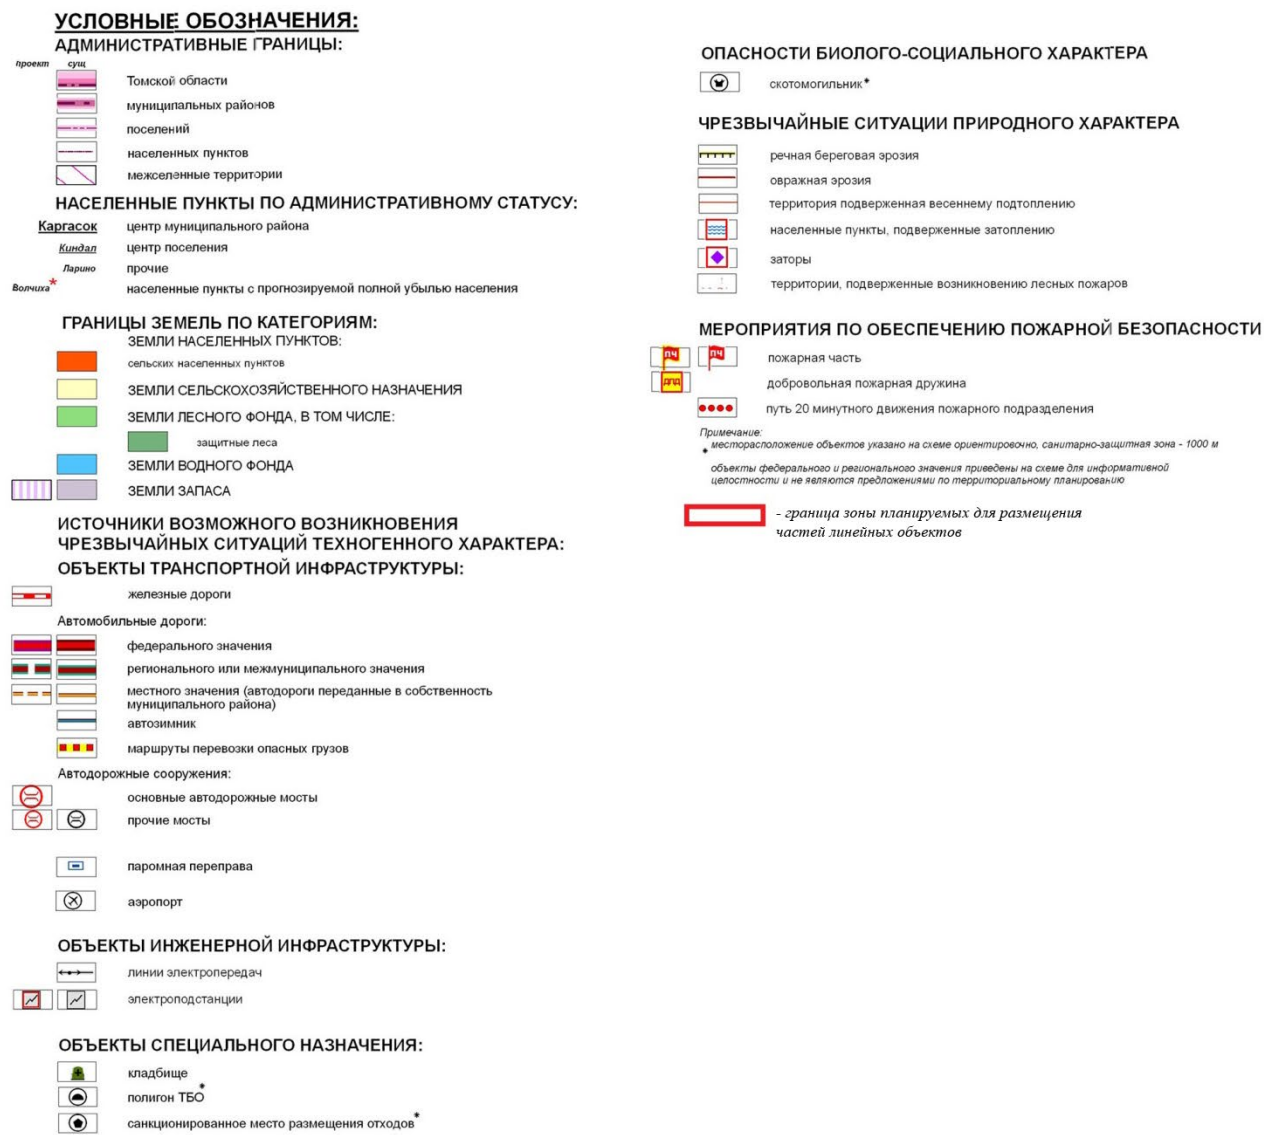 УСЛОВНЫЕ ОБОЗНАЧЕНИЯ:
АДМИНИСТРАТИВНЫЕ ГРАНИЦЫ:
проект сущ
Томской области
муниципальных районов
поселений
населенных пунктов
межселенные территории
НАСЕЛЕННЫЕ ПУНКТЫ ПО АДМИНИСТРАТИВНОМУ СТАТУСУ:
Каргасок центр муниципального района
Киндал центр поселения
Ларино прочие
Волчиха* населенные пункты с прогнозируемой полной убылью населения
ГРАНИЦЫ ЗЕМЕЛЬ ПО КАТЕГОРИЯМ:
ЗЕМЛИ НАСЕЛЕННЫХ ПУНКТОВ:
сельских населенных пунктов
ЗЕМЛИ СЕЛЬСКОХОЗЯЙСТВЕННОГО НАЗНАЧЕНИЯ
ЗЕМЛИ ЛЕСНОГО ФОНДА, В ТОМ ЧИСЛЕ:
защитные леса
ЗЕМЛИ ВОДНОГО ФОНДА
ЗЕМЛИ ЗАПАСА
ИСТОЧНИКИ ВОЗМОЖНОГО ВОЗНИКНОВЕНИЯ
ЧРЕЗВЫЧАЙНЫХ СИТУАЦИЙ ТЕХНОГЕННОГО ХАРАКТЕРА:
ОБЪЕКТЫ ТРАНСПОРТНОЙ ИНФРАСТРУКТУРЫ:
железные дороги
Автомобильные дороги:
федерального значения
регионального или межмуниципального значения
местного значения (автодороги переданные в собственность
муниципального района)
автозимник
маршруты перевозки опасных грузов
Автодорожные сооружения:
основные автодорожные мосты
прочие мосты
паромная переправа
аэропорт
ОБЪЕКТЫ ИНЖЕНЕРНОЙ ИНФРАСТРУКТУРЫ:
линии электропередач
электроподстанции
ОБЪЕКТЫ СПЕЦИАЛЬНОГО НАЗНАЧЕНИЯ:
кладбище
полигон ТБО*
санкционированное место размещения отходов*
ОПАСНОСТИ БИОЛОГО-СОЦИАЛЬНОГО ХАРАКТЕРА
скотомогильник*
ЧРЕЗВЫЧАЙНЫЕ СИТУАЦИИ ПРИРОДНОГО ХАРАКТЕРА
речная береговая эрозия
овражная эрозия
территория подверженная весеннему подтоплению
населенные пункты, подверженные затоплению
заторы
территории, подверженные возникновению лесных пожаров
МЕРОПРИЯТИЯ ПО ОБЕСПЕЧЕНИЮ ПОЖАРНОЙ БЕЗОПАСНОСТИ
ПЧ ПЧ пожарная часть
ДПД добровольная пожарная дружина
путь 20 минутного движения пожарного подразделения
Примечание:
* месторасположение объектов указано на схеме ориентировочно, санитарно-защитная зона - 1000 м
объекты федерального и регионального значения приведены на схеме для информативной
целостности и не являются предложениями по территориальному планированию
- граница зоны планируемых для размещения
частей линейных объектов